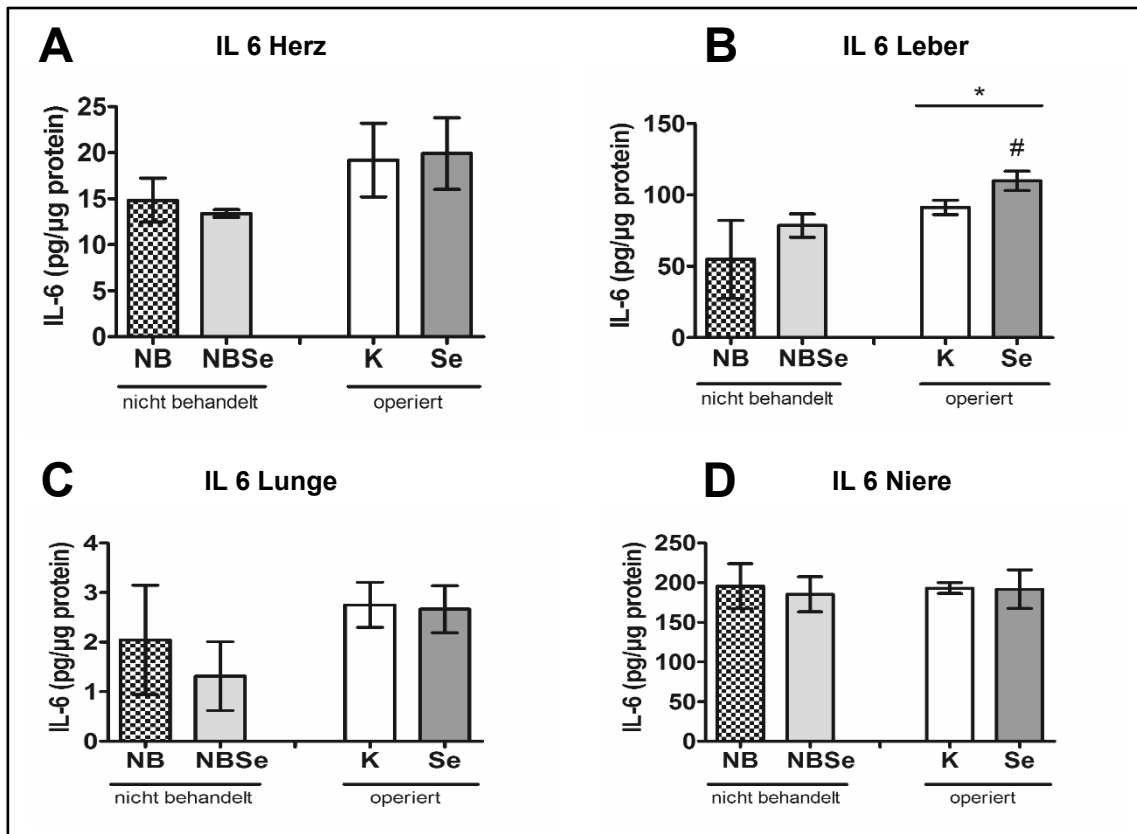 A
IL 6 Herz
IL-6 (pg/µg protein)
25
20
15
10
5
0
NB NBSe K Se
nicht behandelt operiert
B
IL 6 Leber
IL-6 (pg/µg protein)
150
100
50
0
*
#
NB NBSe K Se
nicht behandelt operiert
C
IL 6 Lunge
IL-6 (pg/µg protein)
4
3
2
1
0
NB NBSe K Se
nicht behandelt operiert
D
IL 6 Niere
IL-6 (pg/µg protein)
250
200
150
100
50
0
NB NBSe K Se
nicht behandelt operiert